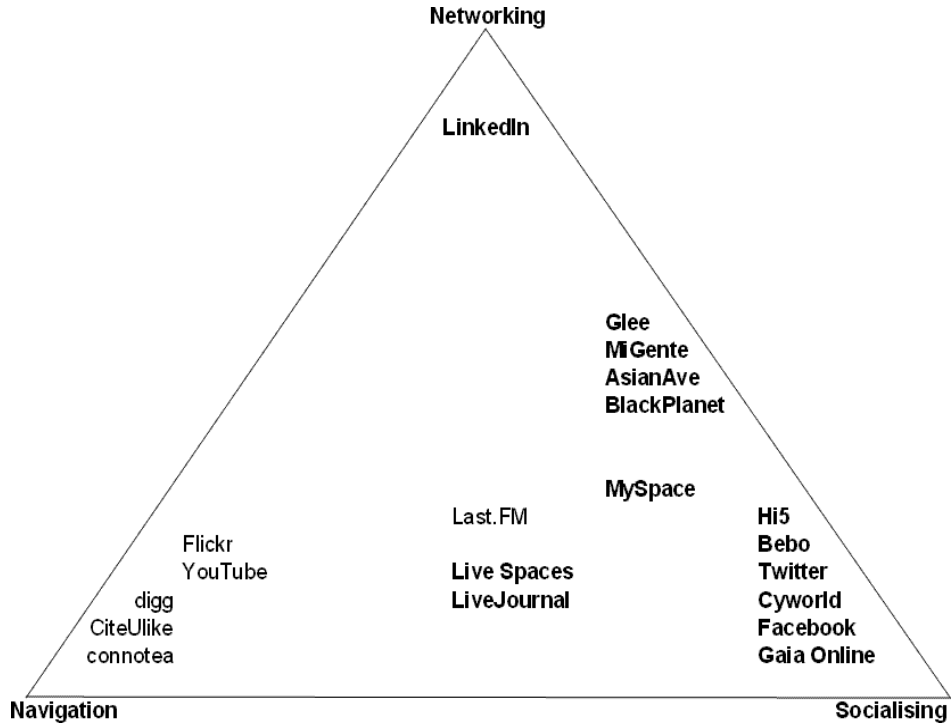 Networking
LinkedIn
Glee
MiGente
AsianAve
BlackPlanet
MySpace
Last.FM
Hi5
Flickr
Bebo
YouTube
Live Spaces
Twitter
digg
LiveJournal
Cyworld
CiteUlike
Facebook
connotea
Gaia Online
Navigation
Socialising